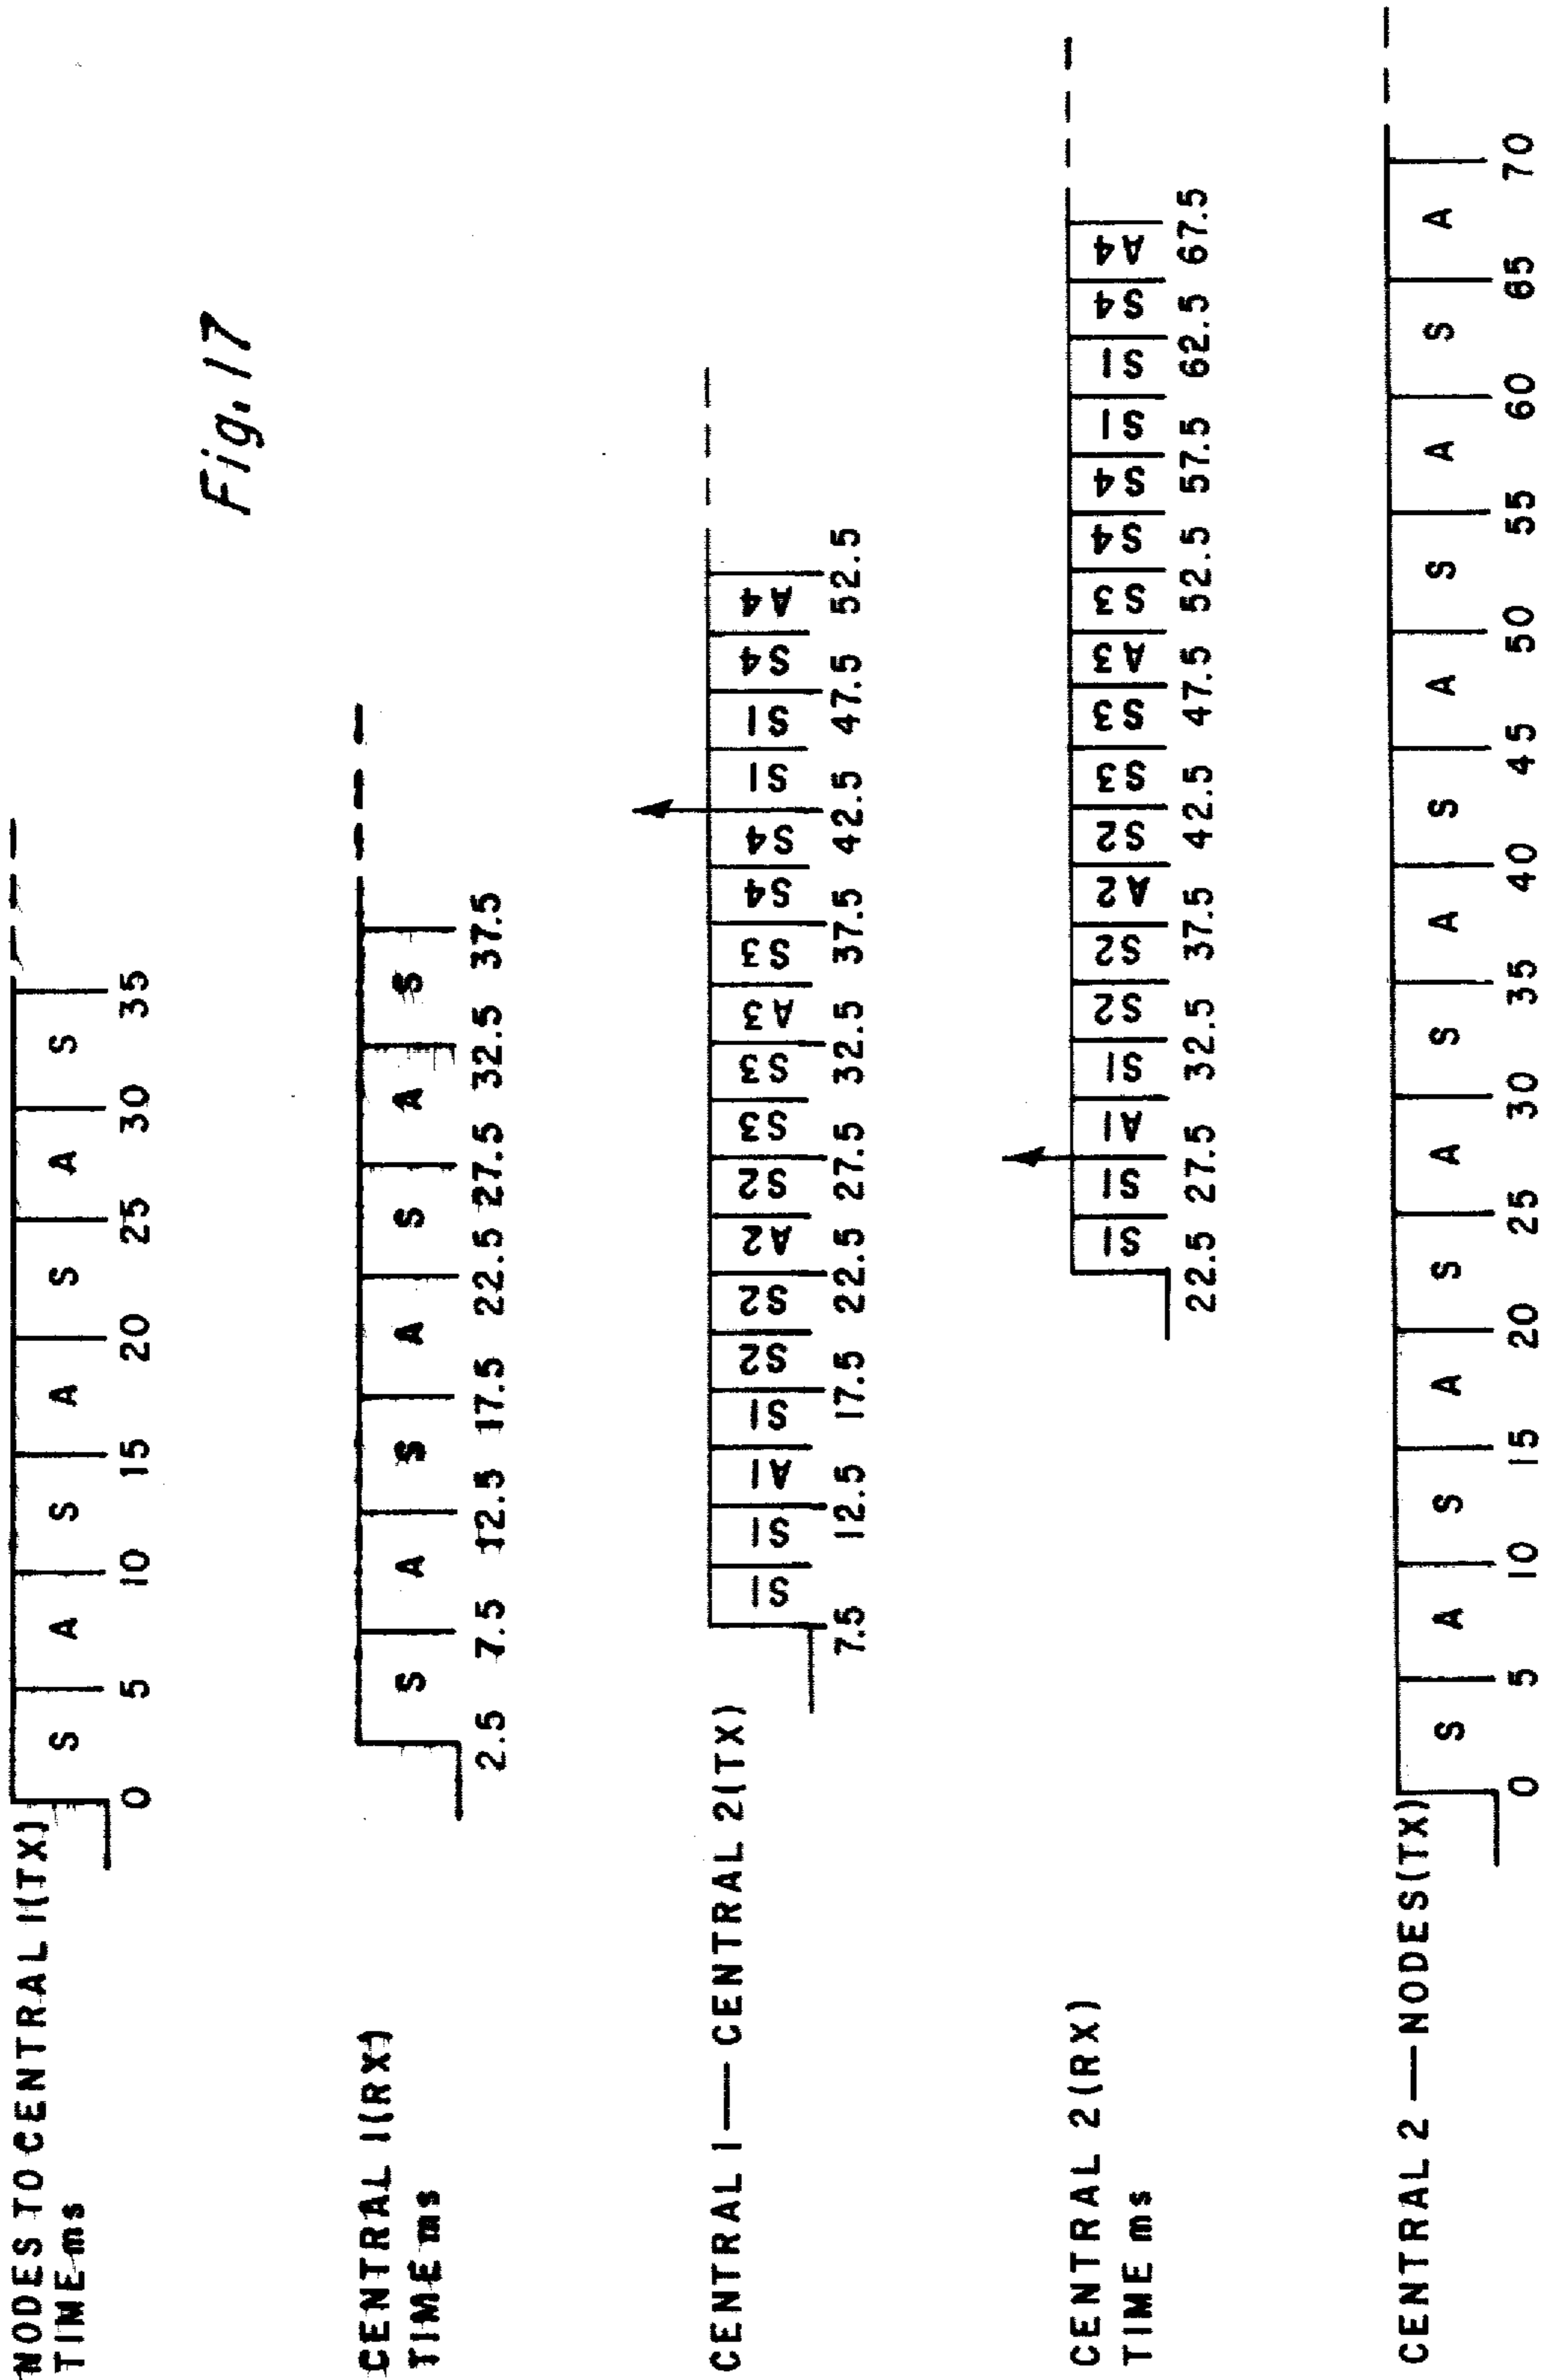 Fig. 17
NODES TO CENTRAL 1(TX)
TIME ms
S A S A S A S
0 5 10 15 20 25 30 35
CENTRAL 1(RX)
TIME ms
S A S A S A S
2.5 7.5 12.5 17.5 22.5 27.5 32.5 37.5
CENTRAL 1 — CENTRAL 2(TX)
S1 S1 A1 S1 S2 S2 A2 S2 S3 S3 A3 S3 S4 S4 S1 S1 S4 A4
7.5 12.5 17.5 22.5 27.5 32.5 37.5 42.5 47.5 52.5
CENTRAL 2(RX)
TIME ms
S1 S1 A1 S1 S2 S2 A2 S2 S3 S3 A3 S3 S4 S4 S1 S1 S4 A4
22.5 27.5 32.5 37.5 42.5 47.5 52.5 57.5 62.5 67.5
CENTRAL 2 — NODES(TX)
S A S A S A S A S A S A S A
0 5 10 15 20 25 30 35 40 45 50 55 60 65 70